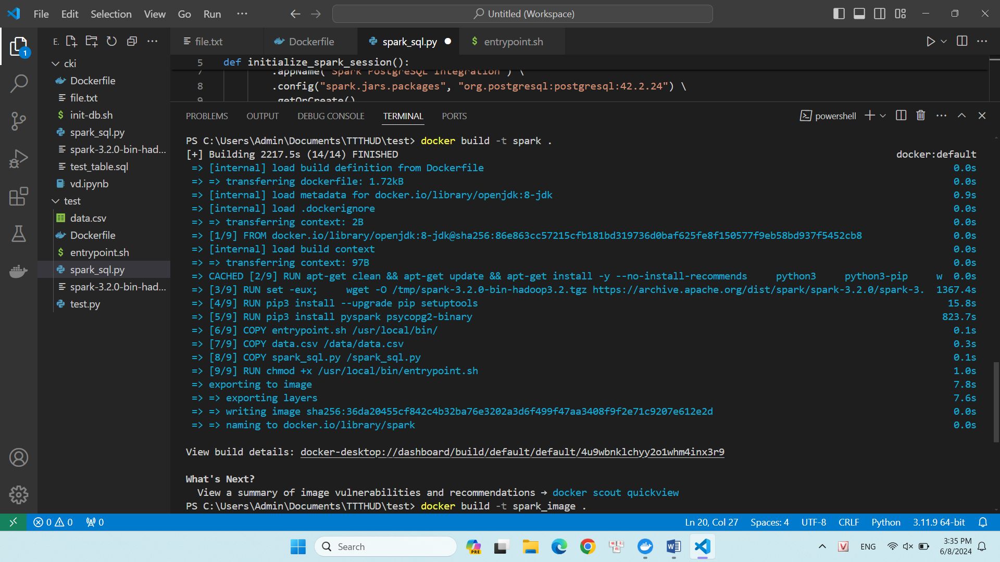 File Edit Selection View Go Run ··· Untitled (Workspace)
E.
file.txt Dockerfile spark_sql.py entrypoint.sh
1
cki
Dockerfile
file.txt
init-db.sh
spark_sql.py
spark-3.2.0-bin-had...
test_table.sql
vd.ipynb
test
data.csv
Dockerfile
entrypoint.sh
spark_sql.py
spark-3.2.0-bin-had...
test.py
5 def initialize_spark_session():
7 .appName("Spark PostgreSQL Integration") \
8 .config("spark.jars.packages", "org.postgresql:postgresql:42.2.24") \
9 .getOrCreate()
PROBLEMS OUTPUT DEBUG CONSOLE TERMINAL PORTS powershell
PS C:\Users\Admin\Documents\TTTHUD\test> docker build -t spark .
[+] Building 2217.5s (14/14) FINISHED docker:default
=> [internal] load build definition from Dockerfile 0.0s
=> => transferring dockerfile: 1.72kB 0.0s
=> [internal] load metadata for docker.io/library/openjdk:8-jdk 0.9s
=> [internal] load .dockerignore 0.0s
=> => transferring context: 2B 0.0s
=> [1/9] FROM docker.io/library/openjdk:8-jdk@sha256:86e863cc57215cfb181bd319736d0baf625fe8f150577f9eb58bd937f5452cb8 0.0s
=> [internal] load build context 0.0s
=> => transferring context: 97B 0.0s
=> CACHED [2/9] RUN apt-get clean && apt-get update && apt-get install -y --no-install-recommends python3 python3-pip w 0.0s
=> [3/9] RUN set -eux; wget -O /tmp/spark-3.2.0-bin-hadoop3.2.tgz https://archive.apache.org/dist/spark/spark-3.2.0/spark-3. 1367.4s
=> [4/9] RUN pip3 install --upgrade pip setuptools 15.8s
=> [5/9] RUN pip3 install pyspark psycopg2-binary 823.7s
=> [6/9] COPY entrypoint.sh /usr/local/bin/ 0.1s
=> [7/9] COPY data.csv /data/data.csv 0.3s
=> [8/9] COPY spark_sql.py /spark_sql.py 0.1s
=> [9/9] RUN chmod +x /usr/local/bin/entrypoint.sh 1.0s
=> exporting to image 7.8s
=> => exporting layers 7.6s
=> => writing image sha256:36da20455cf842c4b32ba76e3202a3d6f499f47aa3408f9f2e71c9207e612e2d 0.0s
=> => naming to docker.io/library/spark 0.0s
View build details: docker-desktop://dashboard/build/default/default/4u9wbnklchyy2o1whm4inx3r9
What's Next?
View a summary of image vulnerabilities and recommendations → docker scout quickview
PS C:\Users\Admin\Documents\TTTHUD\test> docker build -t spark_image .
0 0 0 Ln 20, Col 27 Spaces: 4 UTF-8 CRLF Python 3.11.9 64-bit
Search PRE ENG 3:35 PM
6/8/2024